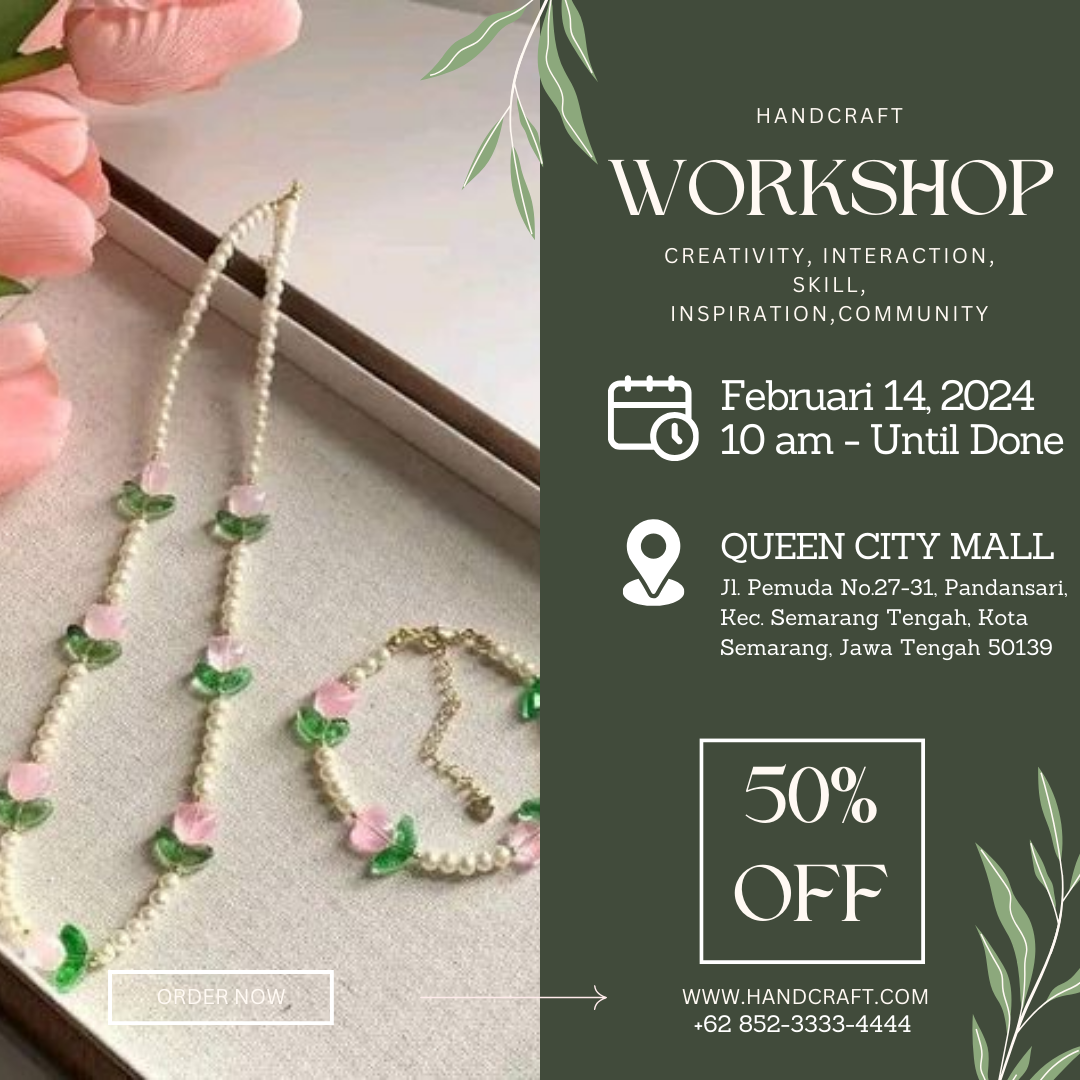 HANDCRAFT
WORKSHOP
CREATIVITY, INTERACTION,
SKILL,
INSPIRATION,COMMUNITY
Februari 14, 2024
10 am - Until Done
QUEEN CITY MALL
Jl. Pemuda No.27-31, Pandansari,
Kec. Semarang Tengah, Kota
Semarang, Jawa Tengah 50139
50%
OFF
ORDER NOW
WWW.HANDCRAFT.COM
+62 852-3333-4444